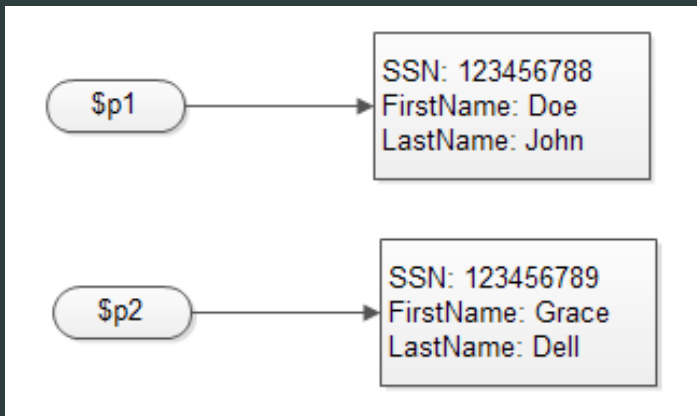 $p1
SSN: 123456788
FirstName: Doe
LastName: John
$p2
SSN: 123456789
FirstName: Grace
LastName: Dell